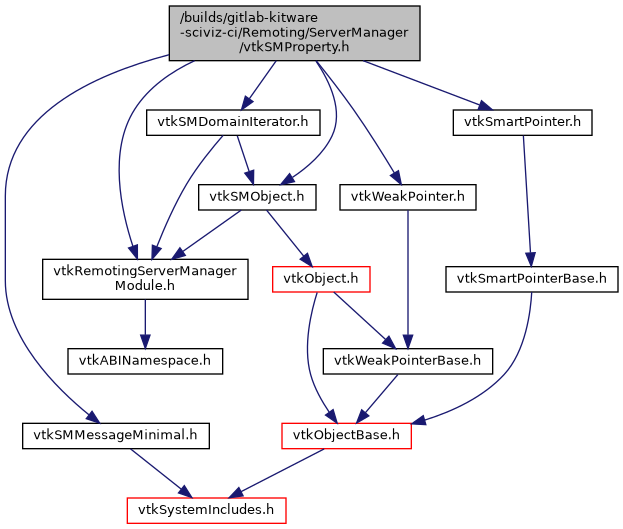 /builds/gitlab-kitware
-sciviz-ci/Remoting/ServerManager
/vtkSMProperty.h
vtkSMDomainIterator.h
vtkSmartPointer.h
vtkSMObject.h
vtkWeakPointer.h
vtkRemotingServerManager
Module.h
vtkObject.h
vtkSmartPointerBase.h
vtkABINamespace.h
vtkWeakPointerBase.h
vtkSMMessageMinimal.h
vtkObjectBase.h
vtkSystemIncludes.h